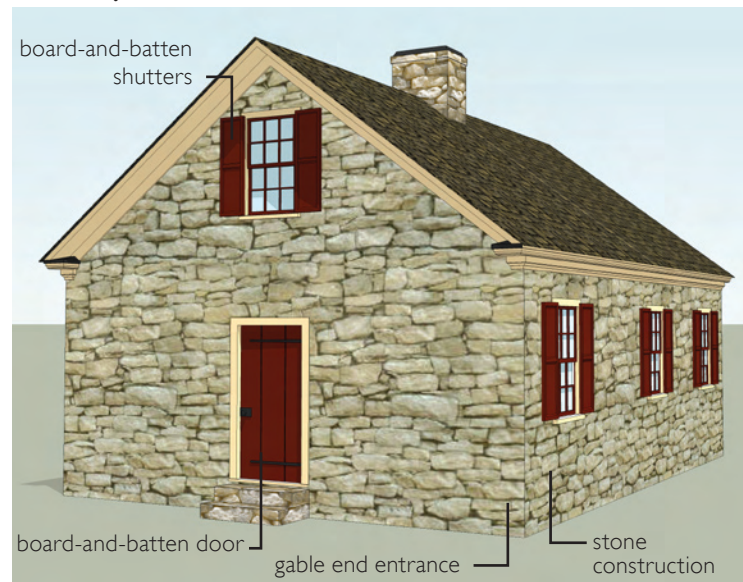 board-and-batten
shutters
board-and-batten door
gable end entrance
stone
construction